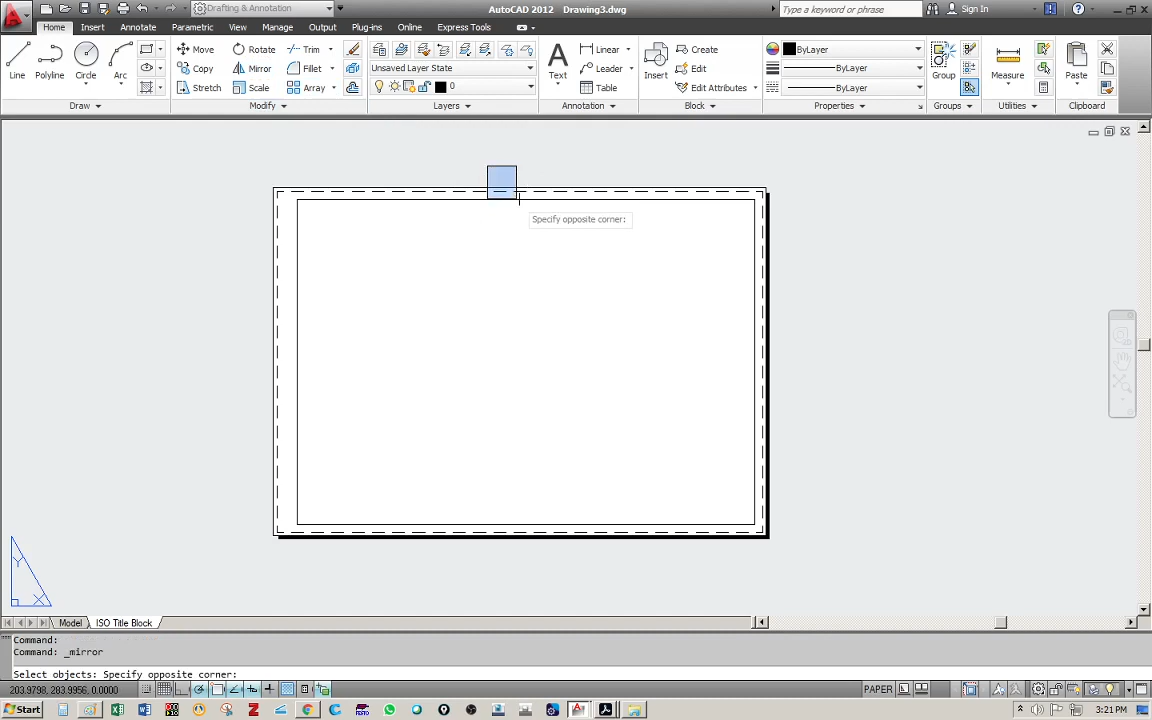 Drafting & Annotation
AutoCAD 2012 Drawing3.dwg
Type a keyword or phrase
Sign In
Home Insert Annotate Parametric View Manage Output Plug-ins Online Express Tools
Line Polyline Circle Arc
Move Rotate Trim
Copy Mirror Fillet
Stretch Scale Array
Unsaved Layer State
0
Text
Linear
Leader
Table
Insert
Create
Edit
Edit Attributes
ByLayer
ByLayer
ByLayer
Group
Measure
Paste
Draw Modify Layers Annotation Block Properties Groups Utilities Clipboard
Specify opposite corner:
Y
X
Model ISO Title Block
Command:
Command: _mirror
Select objects: Specify opposite corner:
203.9798, 203.9956, 0.0000
PAPER
Start
3:21 PM